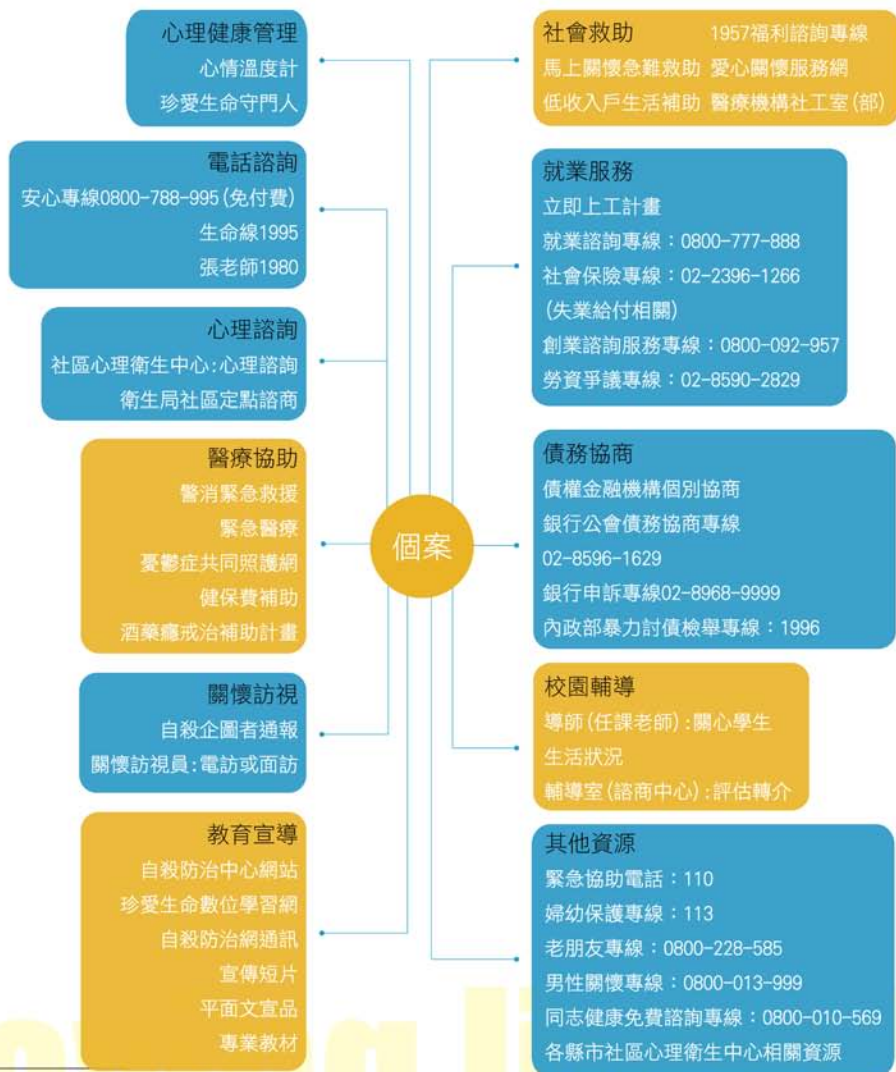 心理健康管理
心情溫度計
珍愛生命守門人
電話諮詢
安心專線0800-788-995(免付費)
生命線1995
張老師1980
心理諮詢
社區心理衛生中心:心理諮詢
衛生局社區定點諮商
醫療協助
警消緊急救援
緊急醫療
憂鬱症共同照護網
健保費補助
酒藥癮戒治補助計畫
關懷訪視
自殺企圖者通報
關懷訪視員:電訪或面訪
教育宣導
自殺防治中心網站
珍愛生命數位學習網
自殺防治網通訊
宣傳短片
平面文宣品
專業教材
個案
社會救助 1957福利諮詢專線
馬上關懷急難救助 愛心關懷服務網
低收入戶生活補助 醫療機構社工室(部)
就業服務
立即上工計畫
就業諮詢專線：0800-777-888
社會保險專線：02-2396-1266
(失業給付相關)
創業諮詢服務專線：0800-092-957
勞資爭議專線：02-8590-2829
債務協商
債權金融機構個別協商
銀行公會債務協商專線
02-8596-1629
銀行申訴專線02-8968-9999
內政部暴力討債檢舉專線：1996
校園輔導
導師(任課老師):關心學生
生活狀況
輔導室(諮商中心):評估轉介
其他資源
緊急協助電話：110
婦幼保護專線：113
老朋友專線：0800-228-585
男性關懷專線：0800-013-999
同志健康免費諮詢專線：0800-010-569
各縣市社區心理衛生中心相關資源